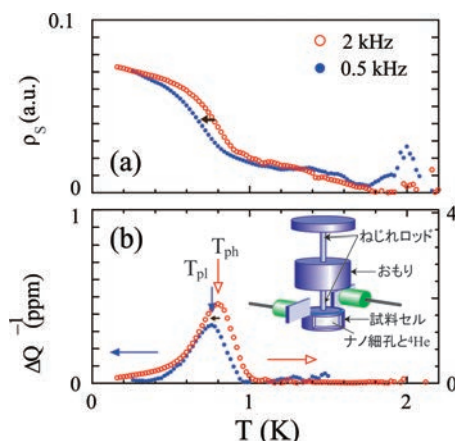 0.1
2 kHz
0.5 kHz
ρS (a.u.)
(a)
0
1
4
(b)
Tph
Tpl
ねじれロッド
おもり
試料セル
ナノ細孔と4He
ΔQ−1 (ppm)
0
0
0
1
2
T (K)